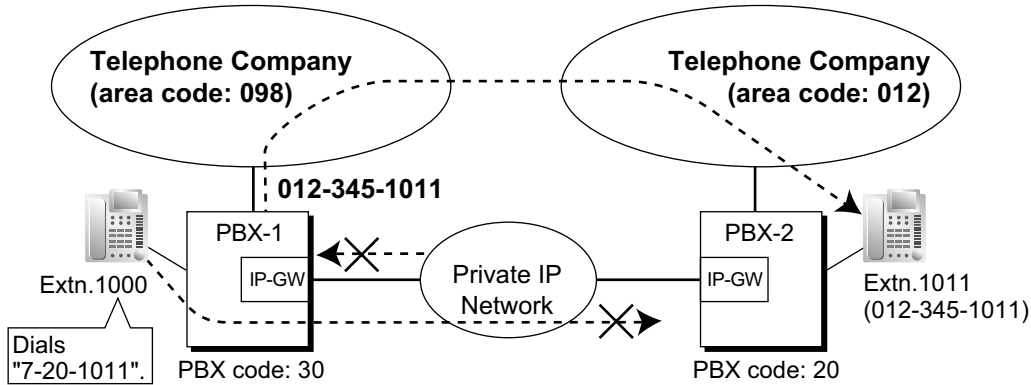 Telephone Company
(area code: 098)
Telephone Company
(area code: 012)
012-345-1011
PBX-1
PBX-2
IP-GW
Private IP
Network
IP-GW
Extn.1000
Extn.1011
(012-345-1011)
Dials
"7-20-1011".
PBX code: 30
PBX code: 20